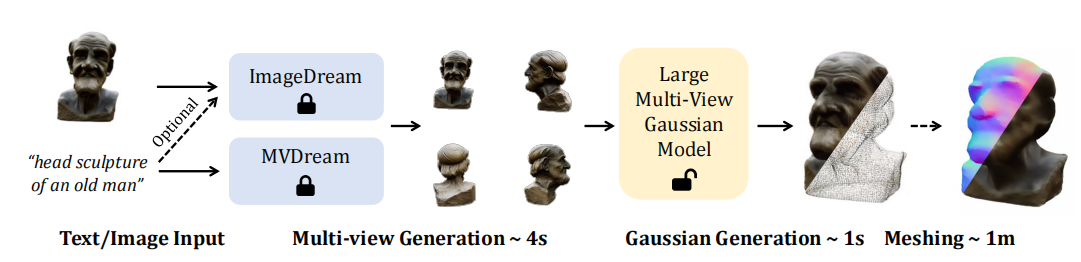 ImageDream
Optional
“head sculpture
of an old man”
MVDream
Large
Multi-View
Gaussian
Model
Text/Image Input
Multi-view Generation ~ 4s
Gaussian Generation ~ 1s
Meshing ~ 1m